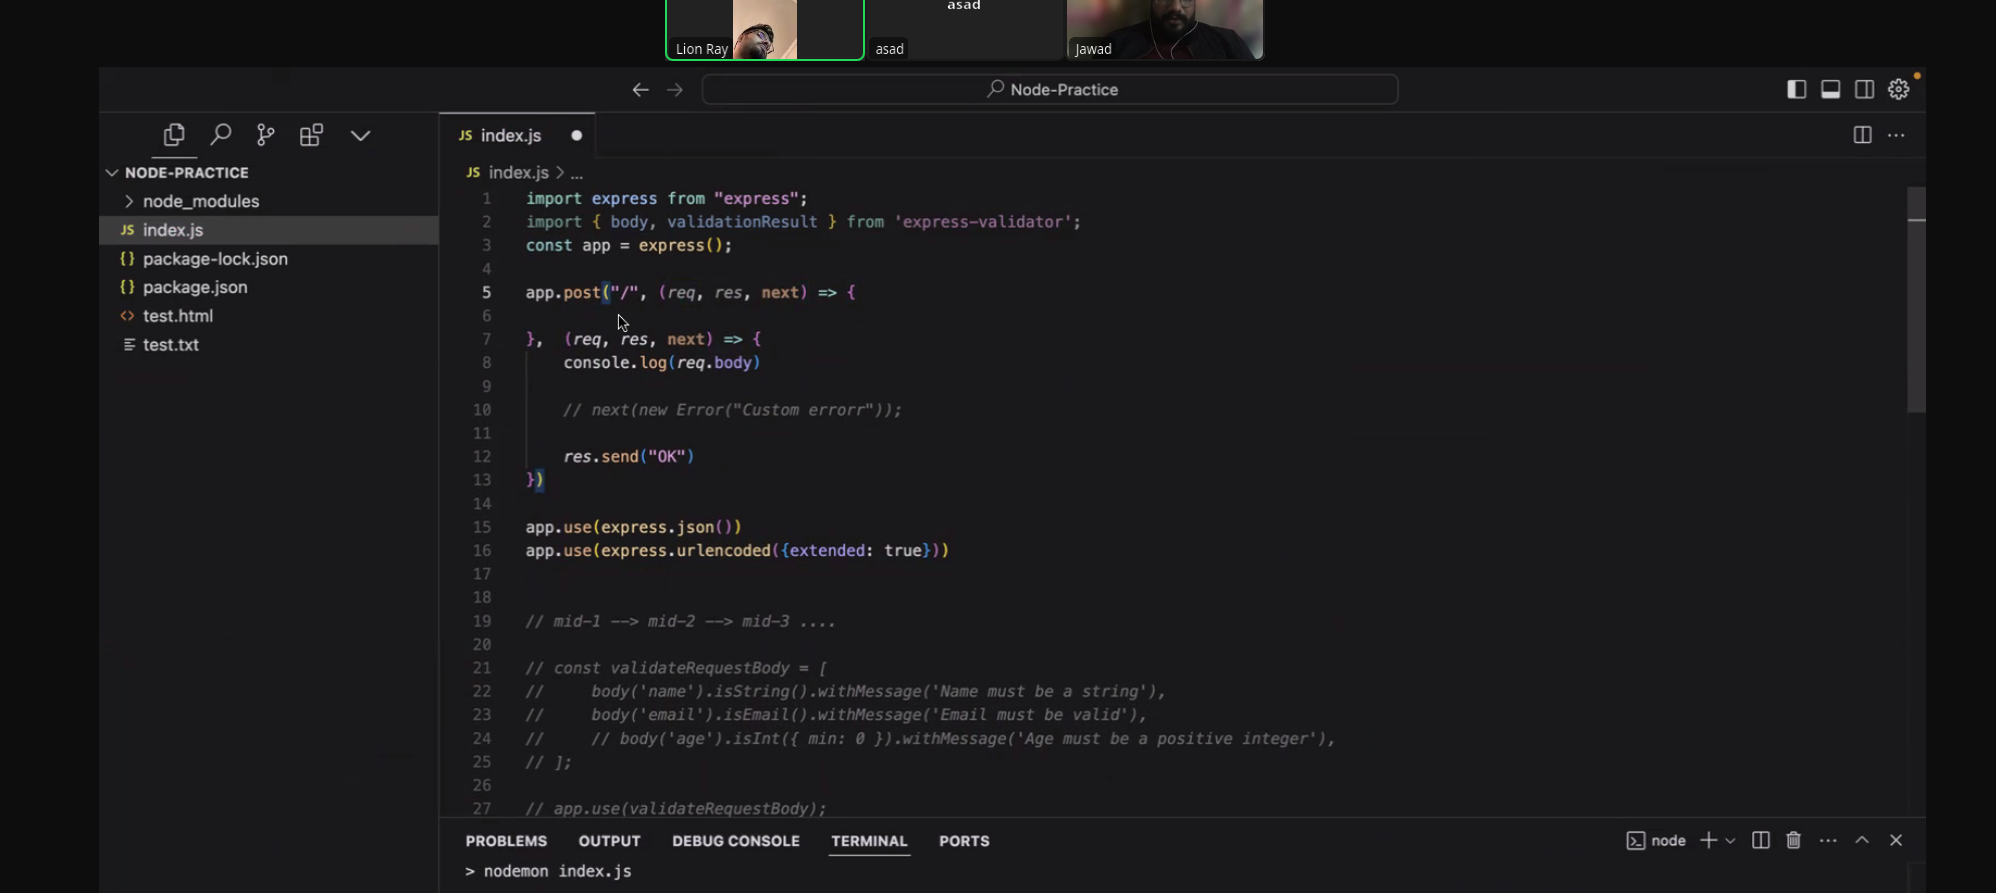 asad
Lion Ray
asad
Jawad
Node-Practice
JS index.js
NODE-PRACTICE
node_modules
JS index.js
{} package-lock.json
{} package.json
<> test.html
test.txt
JS index.js > ...
1 import express from "express";
2 import { body, validationResult } from 'express-validator';
3 const app = express();
4
5 app.post("/", (req, res, next) => {
6
7 }, (req, res, next) => {
8 console.log(req.body)
9
10 // next(new Error("Custom errorr"));
11
12 res.send("OK")
13 })
14
15 app.use(express.json())
16 app.use(express.urlencoded({extended: true}))
17
18
19 // mid-1 --> mid-2 --> mid-3 ....
20
21 // const validateRequestBody = [
22 // body('name').isString().withMessage('Name must be a string'),
23 // body('email').isEmail().withMessage('Email must be valid'),
24 // // body('age').isInt({ min: 0 }).withMessage('Age must be a positive integer'),
25 // ];
26
27 // app.use(validateRequestBody);
PROBLEMS OUTPUT DEBUG CONSOLE TERMINAL PORTS
node
> nodemon index.js